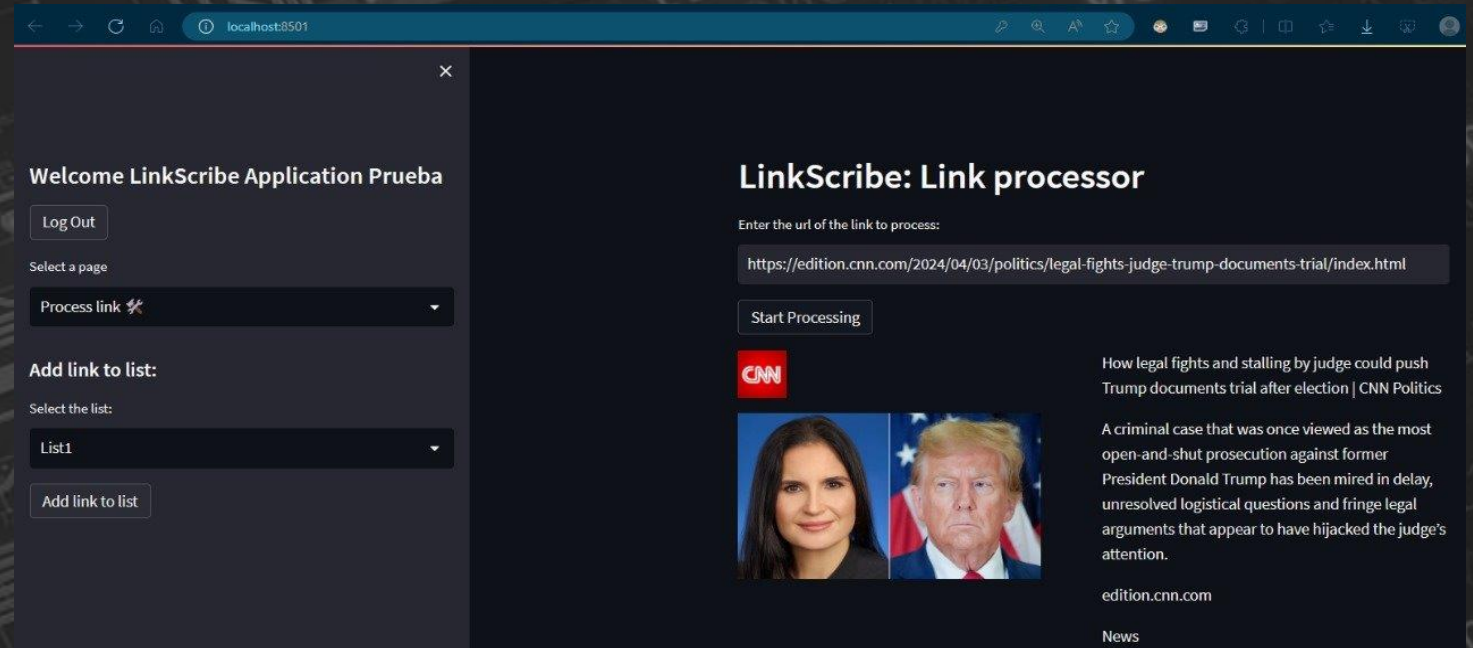 localhost:8501
Welcome LinkScribe Application Prueba
Log Out
Select a page
Process link 🛠
Add link to list:
Select the list:
List1
Add link to list
LinkScribe: Link processor
Enter the url of the link to process:
https://edition.cnn.com/2024/04/03/politics/legal-fights-judge-trump-documents-trial/index.html
Start Processing
CNN
How legal fights and stalling by judge could push
Trump documents trial after election | CNN Politics
A criminal case that was once viewed as the most
open-and-shut prosecution against former
President Donald Trump has been mired in delay,
unresolved logistical questions and fringe legal
arguments that appear to have hijacked the judge's
attention.
edition.cnn.com
News